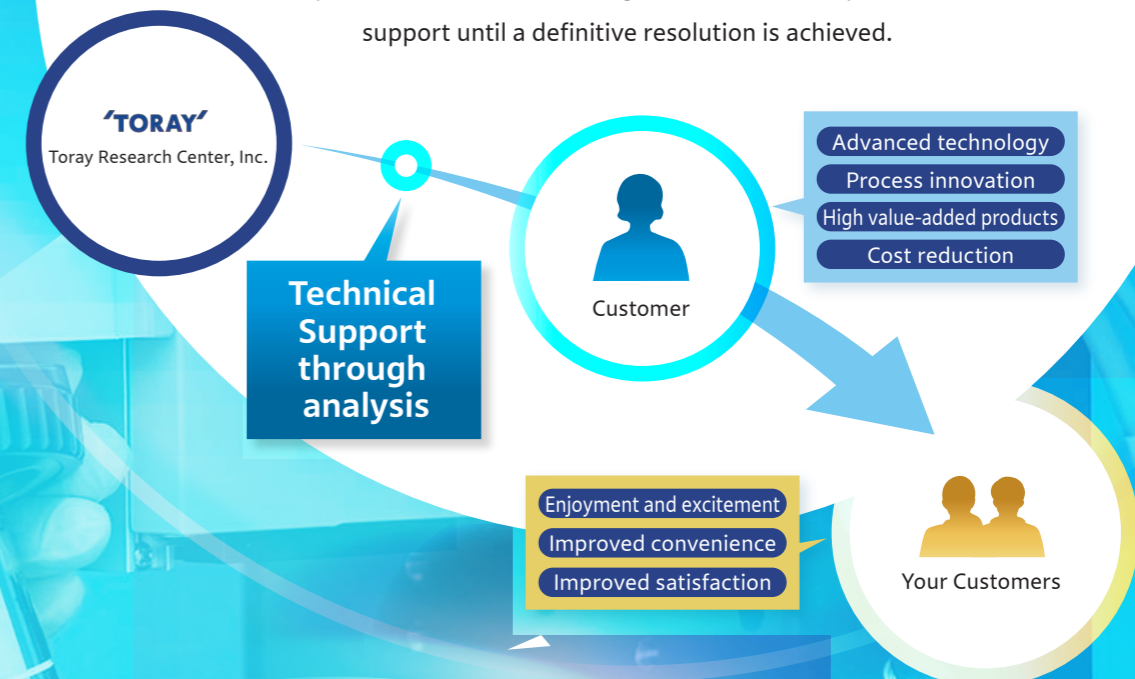 support until a definitive resolution is achieved.
'TORAY'
Toray Research Center, Inc.
Technical
Support
through
analysis
Customer
Advanced technology
Process innovation
High value-added products
Cost reduction
Enjoyment and excitement
Improved convenience
Improved satisfaction
Your Customers